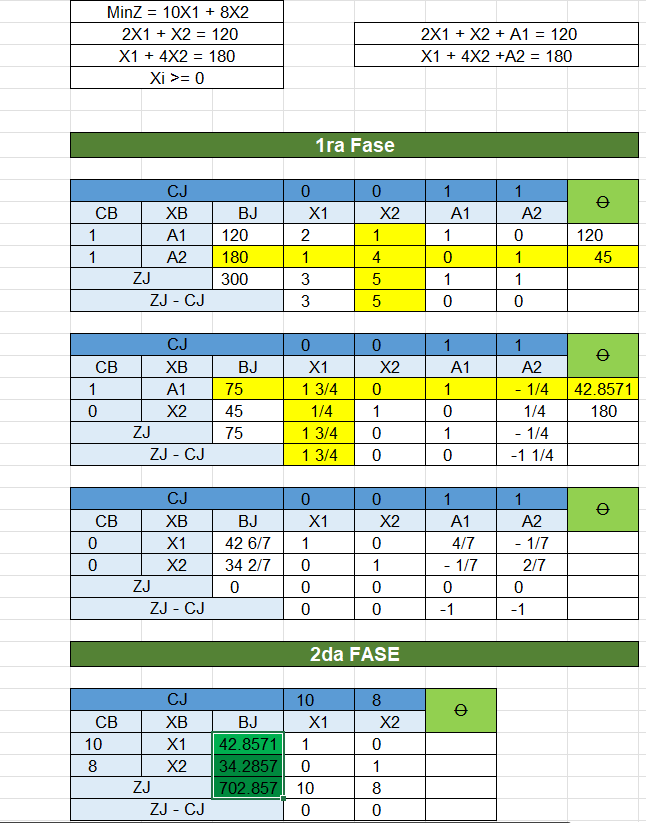 MinZ = 10X1 + 8X2
2X1 + X2 = 120 2X1 + X2 + A1 = 120
X1 + 4X2 = 180 X1 + 4X2 +A2 = 180
Xi >= 0
1ra Fase
CJ 0 0 1 1 Θ
CB XB BJ X1 X2 A1 A2
1 A1 120 2 1 1 0 120
1 A2 180 1 4 0 1 45
ZJ 300 3 5 1 1
ZJ - CJ 3 5 0 0
CJ 0 0 1 1 Θ
CB XB BJ X1 X2 A1 A2
1 A1 75 1 3/4 0 1 - 1/4 42.8571
0 X2 45 1/4 1 0 1/4 180
ZJ 75 1 3/4 0 1 - 1/4
ZJ - CJ 1 3/4 0 0 -1 1/4
CJ 0 0 1 1 Θ
CB XB BJ X1 X2 A1 A2
0 X1 42 6/7 1 0 4/7 - 1/7
0 X2 34 2/7 0 1 - 1/7 2/7
ZJ 0 0 0 0 0
ZJ - CJ 0 0 -1 -1
2da FASE
CJ 10 8 Θ
CB XB BJ X1 X2
10 X1 42.8571 1 0
8 X2 34.2857 0 1
ZJ 702.857 10 8
ZJ - CJ 0 0